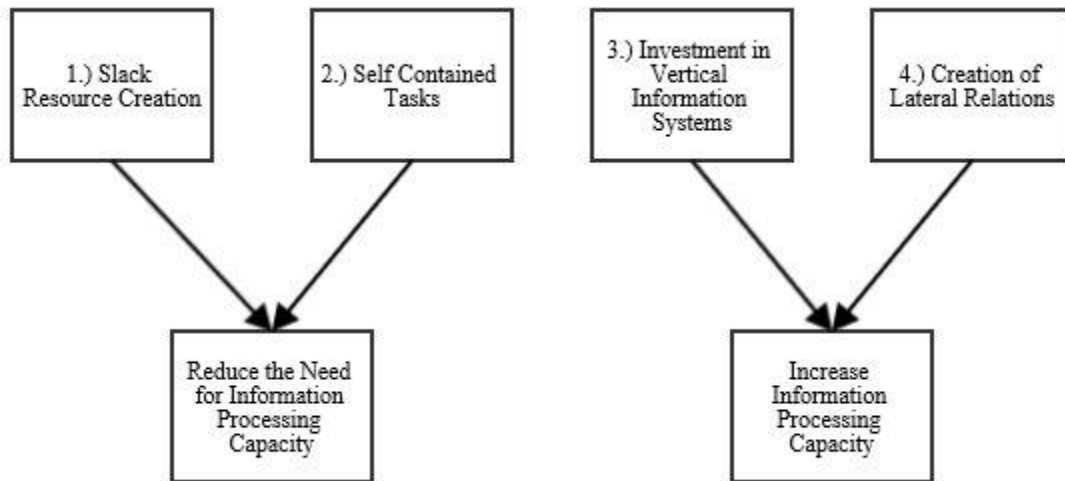 1.) Slack
Resource Creation
2.) Self Contained
Tasks
3.) Investment in
Vertical
Information
Systems
4.) Creation of
Lateral Relations
Reduce the Need
for Information
Processing
Capacity
Increase
Information
Processing
Capacity